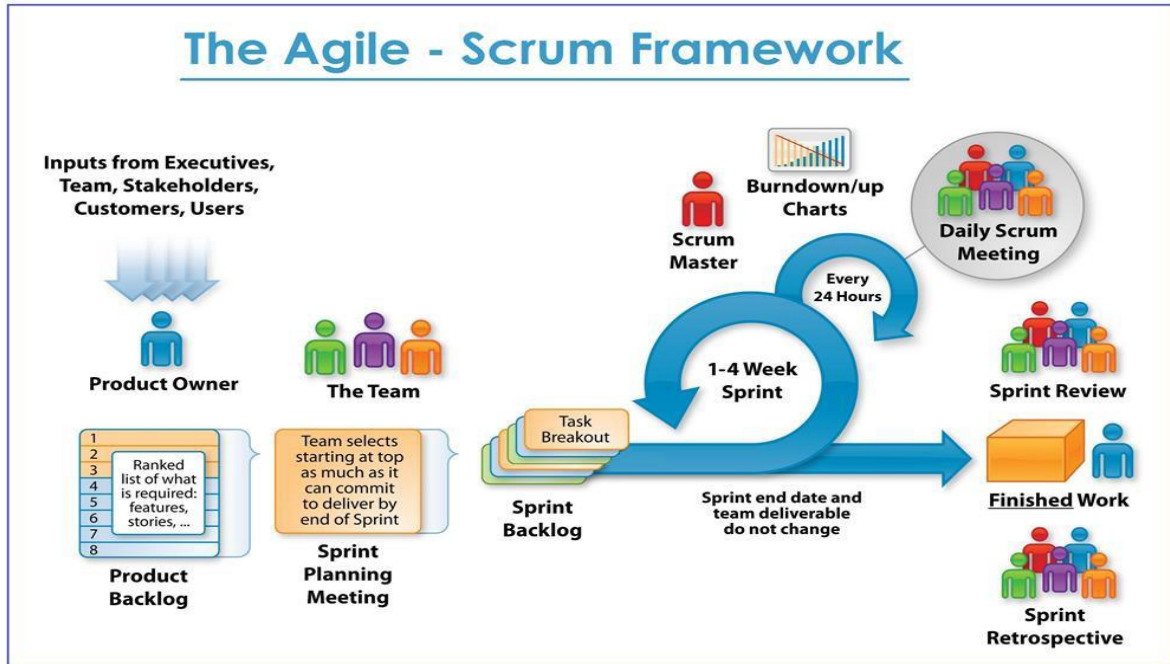 The Agile - Scrum Framework
Inputs from Executives,
Team, Stakeholders,
Customers, Users
Product Owner
The Team
1
2
3
4
5
6
7
8
Ranked
list of what
is required:
features,
stories, ...
Product
Backlog
Team selects
starting at top
as much as it
can commit
to deliver by
end of Sprint
Sprint
Planning
Meeting
Task
Breakout
Sprint
Backlog
Scrum
Master
Burndown/up
Charts
Every
24 Hours
Daily Scrum
Meeting
1-4 Week
Sprint
Sprint end date and
team deliverable
do not change
Sprint Review
Finished Work
Sprint
Retrospective